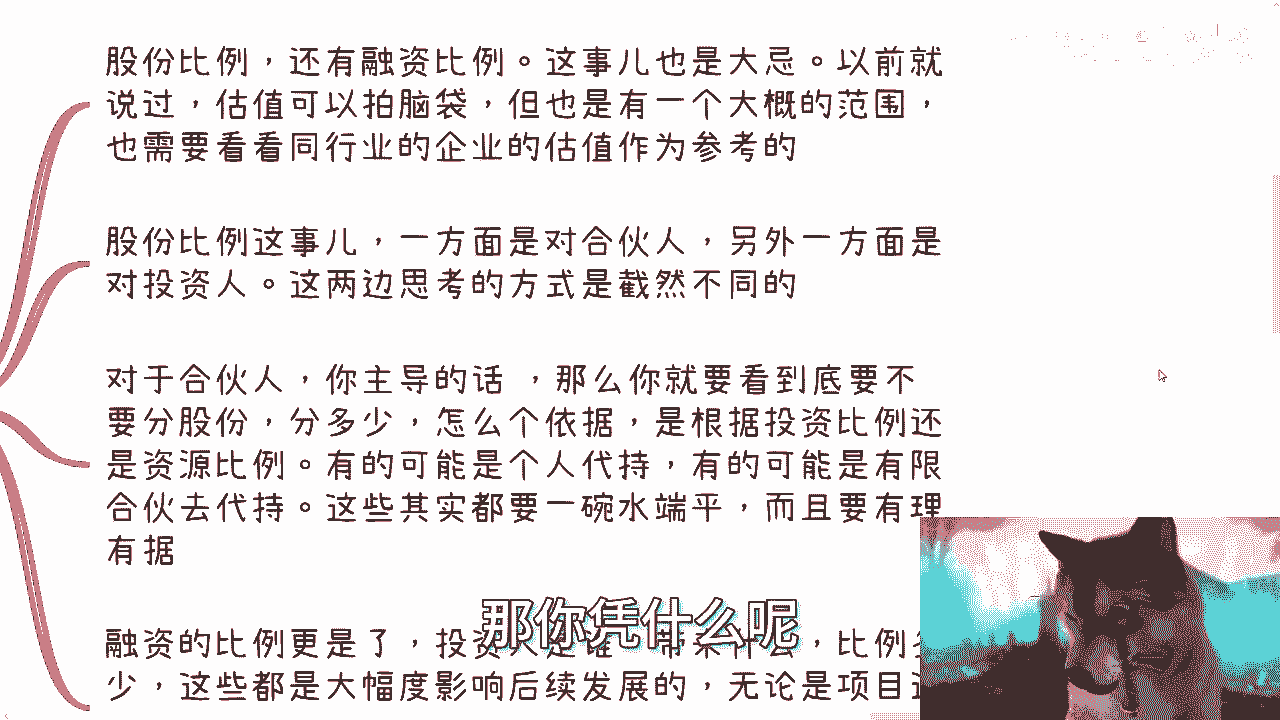 股份比例，还有融资比例。这事儿也是大忌。以前就
说过，估值可以拍脑袋，但也是有一个大概的范围，
也需要看看同行业的企业的估值作为参考的
股份比例这事儿，一方面是对合伙人，另外一方面是
对投资人。这两边思考的方式是截然不同的
对于合伙人，你主导的话 ，那么你就要看到底要不
要分股份，分多少，怎么个依据，是根据投资比例还
是资源比例。有的可能是个人代持，有的可能是有限
合伙去代持。这些其实都要一碗水端平，而且要有理
有据
那你凭什么呢
融资的比例更是了，投资人是谁，带来什么，比例多
少，这些都是大幅度影响后续发展的，无论是项目